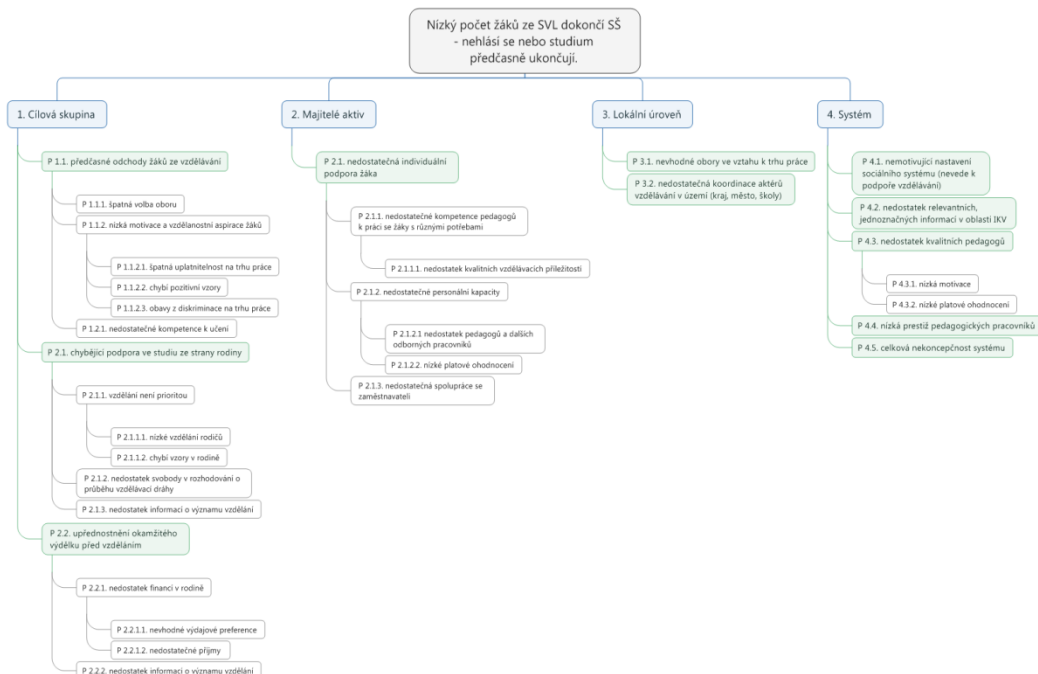 Nízký počet žáků ze SVL dokončí SŠ
- nehlásí se nebo studium
předčasně ukončují.
1. Cílová skupina
P 1.1. předčasné odchody žáků ze vzdělávání
P 1.1.1. špatná volba oboru
P 1.1.2. nízká motivace a vzdělanostní aspirace žáků
P 1.1.2.1. špatná uplatnitelnost na trhu práce
P 1.1.2.2. chybí pozitivní vzory
P 1.1.2.3. obavy z diskriminace na trhu práce
P 1.2.1. nedostatečné kompetence k učení
P 2.1. chybějící podpora ve studiu ze strany rodiny
P 2.1.1. vzdělání není prioritou
P 2.1.1.1. nízké vzdělání rodičů
P 2.1.1.2. chybí vzory v rodině
P 2.1.2. nedostatek svobody v rozhodování o
průběhu vzdělávací dráhy
P 2.1.3. nedostatek informací o významu vzdělání
P 2.2. upřednostnění okamžitého
výdělku před vzděláním
P 2.2.1. nedostatek financí v rodině
P 2.2.1.1. nevhodné výdajové preference
P 2.2.1.2. nedostatečné příjmy
P 2.2.2. nedostatek informací o významu vzdělání
2. Majitelé aktiv
P 2.1. nedostatečná individuální
podpora žáka
P 2.1.1. nedostatečné kompetence pedagogů
k práci se žáky s různými potřebami
P 2.1.1.1. nedostatek kvalitních vzdělávacích příležitostí
P 2.1.2. nedostatečné personální kapacity
P 2.1.2.1 nedostatek pedagogů a dalších
odborných pracovníků
P 2.1.2.2. nízké platové ohodnocení
P 2.1.3. nedostatečná spolupráce se
zaměstnavateli
3. Lokální úroveň
P 3.1. nevhodné obory ve vztahu k trhu práce
P 3.2. nedostatečná koordinace aktérů
vzdělávání v území (kraj, město, školy)
4. Systém
P 4.1. nemotivující nastavení
sociálního systému (nevede k
podpoře vzdělávání)
P 4.2. nedostatek relevantních,
jednoznačných informací v oblasti IKV
P 4.3. nedostatek kvalitních pedagogů
P 4.3.1. nízká motivace
P 4.3.2. nízké platové ohodnocení
P 4.4. nízká prestiž pedagogických pracovníků
P 4.5. celková nekoncepčnost systému